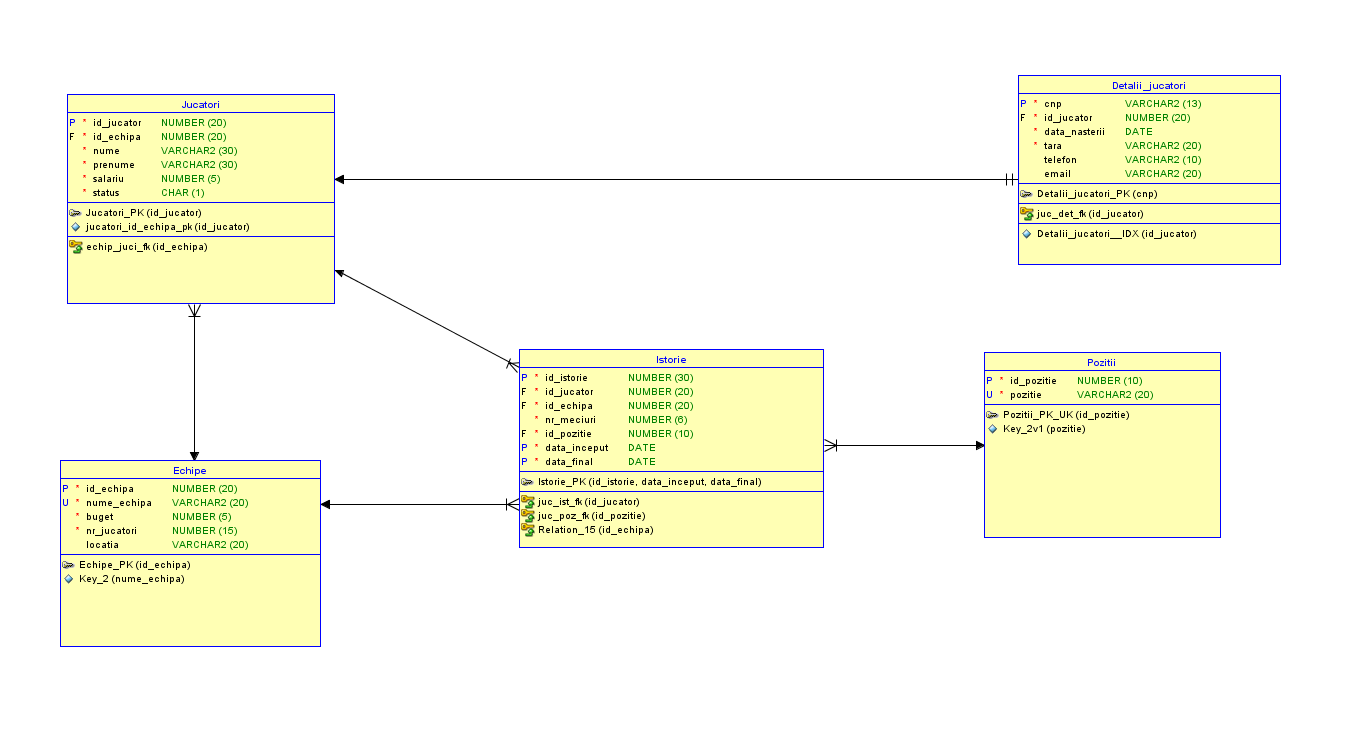 Jucatori
P * id_jucator NUMBER (20)
F * id_echipa NUMBER (20)
* nume VARCHAR2 (30)
* prenume VARCHAR2 (30)
* salariu NUMBER (5)
* status CHAR (1)
Jucatori_PK (id_jucator)
jucatori_id_echipa_pk (id_jucator)
echip_juci_fk (id_echipa)
Detalii_jucatori
P * cnp VARCHAR2 (13)
F * id_jucator NUMBER (20)
* data_nasterii DATE
* tara VARCHAR2 (20)
telefon VARCHAR2 (10)
email VARCHAR2 (20)
Detalii_jucatori_PK (cnp)
juc_det_fk (id_jucator)
Detalii_jucatori__IDX (id_jucator)
Istorie
P * id_istorie NUMBER (30)
F * id_jucator NUMBER (20)
F * id_echipa NUMBER (20)
* nr_meciuri NUMBER (6)
F * id_pozitie NUMBER (10)
P * data_inceput DATE
P * data_final DATE
Istorie_PK (id_istorie, data_inceput, data_final)
juc_ist_fk (id_jucator)
juc_poz_fk (id_pozitie)
Relation_15 (id_echipa)
Pozitii
P * id_pozitie NUMBER (10)
U * pozitie VARCHAR2 (20)
Pozitii_PK_UK (id_pozitie)
Key_2v1 (pozitie)
Echipe
P * id_echipa NUMBER (20)
U * nume_echipa VARCHAR2 (20)
* buget NUMBER (5)
* nr_jucatori NUMBER (15)
locatia VARCHAR2 (20)
Echipe_PK (id_echipa)
Key_2 (nume_echipa)